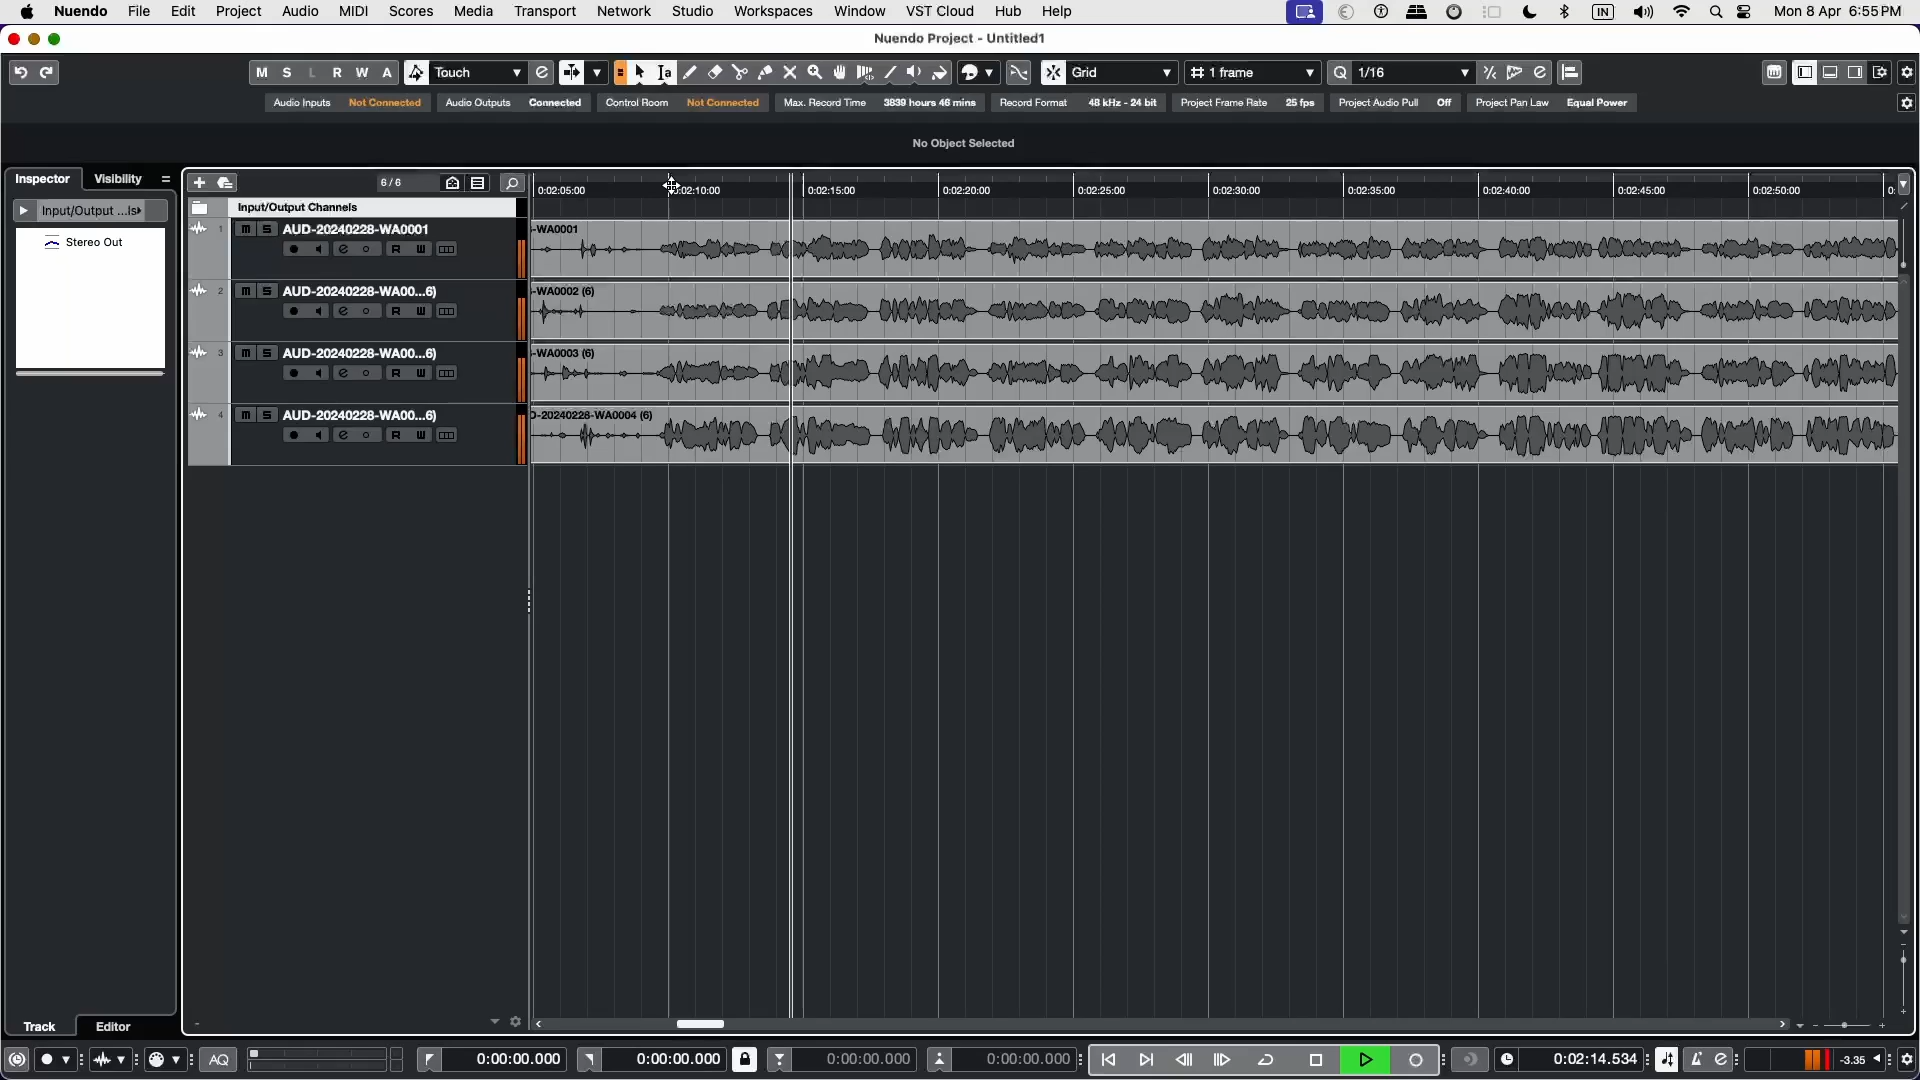 Nuendo File Edit Project Audio MIDI Scores Media Transport Network Studio Workspaces Window VST Cloud Hub Help IN Mon 8 Apr 6:55 PM
Nuendo Project - Untitled1
M S L R W A Touch Grid 1 frame Q 1/16
Audio Inputs Not Connected Audio Outputs Connected Control Room Not Connected Max. Record Time 3839 hours 46 mins Record Format 48 kHz - 24 bit Project Frame Rate 25 fps Project Audio Pull Off Project Pan Law Equal Power
No Object Selected
Inspector Visibility 6 / 6
0:02:05:00 0:02:10:00 0:02:15:00 0:02:20:00 0:02:25:00 0:02:30:00 0:02:35:00 0:02:40:00 0:02:45:00 0:02:50:00 0:
Input/Output ...ls
Input/Output Channels
Stereo Out
1 m S AUD-20240228-WA0001 -WA0001
R W
2 m S AUD-20240228-WA00...6) -WA0002 (6)
R W
3 m S AUD-20240228-WA00...6) -WA0003 (6)
R W
4 m S AUD-20240228-WA00...6) D-20240228-WA0004 (6)
R W
Track Editor
AQ 0:00:00.000 0:00:00.000 0:00:00.000 0:00:00.000 0:02:14.534 -3.35